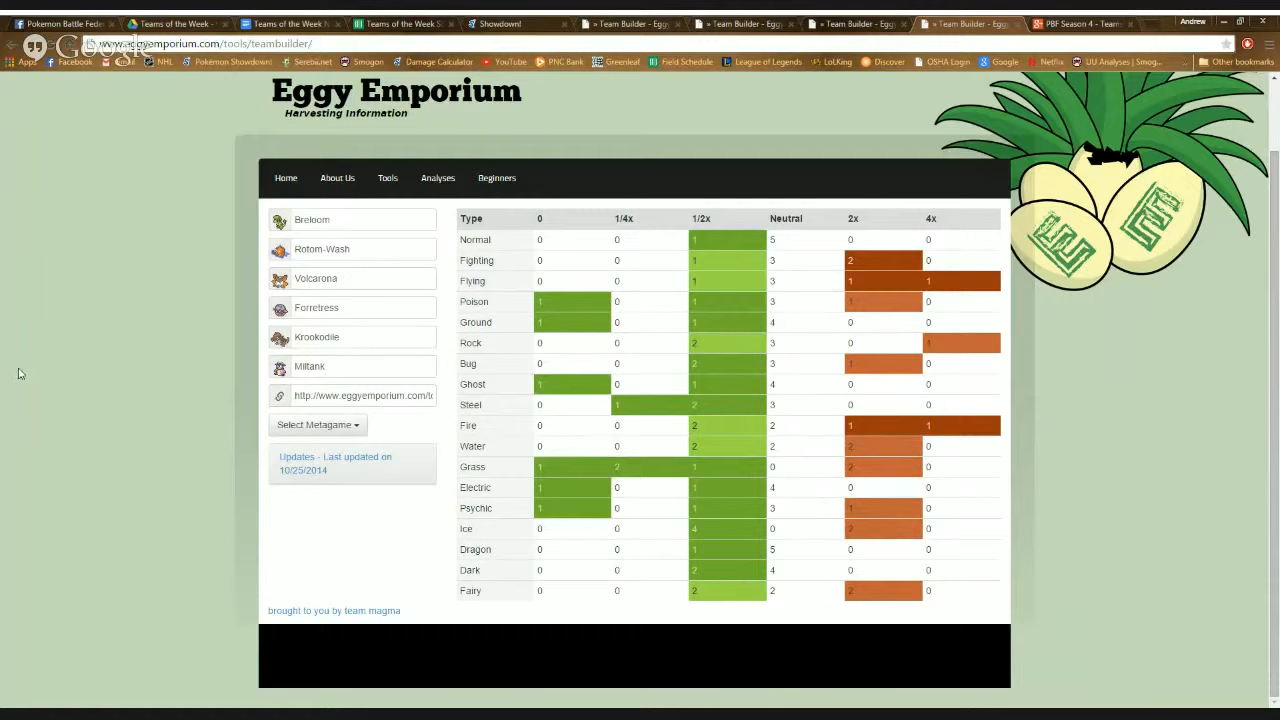 Pokemon Battle Fede
Teams of the Week -
Teams of the Week N
Teams of the Week S
Showdown!
» Team Builder - Eggy
» Team Builder - Eggy
» Team Builder - Eggy
» Team Builder - Eggy
PBF Season 4 - Teams
Andrew
Google
www.eggyemporium.com/tools/teambuilder/
Apps
Facebook
Email
NHL
Pokémon Showdown!
Serebii.net
Smogon
Damage Calculator
YouTube
PNC Bank
Greenleaf
Field Schedule
League of Legends
LoLKing
Discover
OSHA Login
Google
Netflix
UU Analyses | Smog...
Other bookmarks
Eggy Emporium
Harvesting Information
Home About Us Tools Analyses Beginners
Breloom
Rotom-Wash
Volcarona
Forretress
Krookodile
Miltank
http://www.eggyemporium.com/to
Select Metagame
Updates - Last updated on
10/25/2014
Type 0 1/4x 1/2x Neutral 2x 4x
Normal 0 0 1 5 0 0
Fighting 0 0 1 3 2 0
Flying 0 0 1 3 1 1
Poison 1 0 1 3 1 0
Ground 1 0 1 4 0 0
Rock 0 0 2 3 0 1
Bug 0 0 2 3 1 0
Ghost 1 0 1 4 0 0
Steel 0 1 2 3 0 0
Fire 0 0 2 2 1 1
Water 0 0 2 2 2 0
Grass 1 2 1 0 2 0
Electric 1 0 1 4 0 0
Psychic 1 0 1 3 1 0
Ice 0 0 4 0 2 0
Dragon 0 0 1 5 0 0
Dark 0 0 2 4 0 0
Fairy 0 0 2 2 2 0
brought to you by team magma